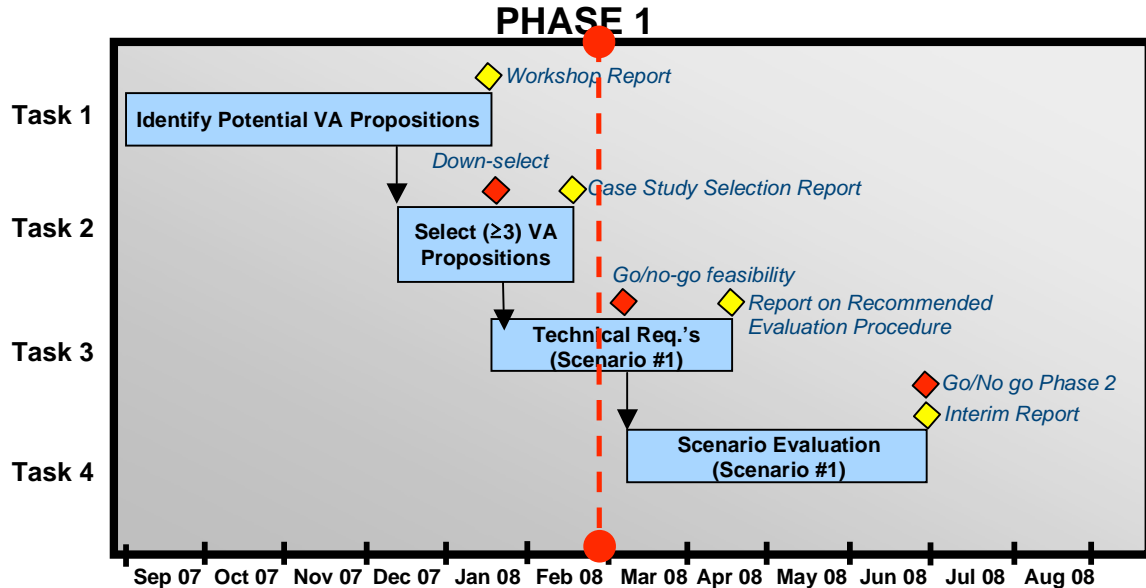 PHASE 1
Workshop Report
Task 1
Identify Potential VA Propositions
Down-select
Case Study Selection Report
Task 2
Select (≥3) VA
Propositions
Go/no-go feasibility
Report on Recommended
Evaluation Procedure
Task 3
Technical Req.'s
(Scenario #1)
Go/No go Phase 2
Interim Report
Task 4
Scenario Evaluation
(Scenario #1)
Sep 07 Oct 07 Nov 07 Dec 07 Jan 08 Feb 08 Mar 08 Apr 08 May 08 Jun 08 Jul 08 Aug 08